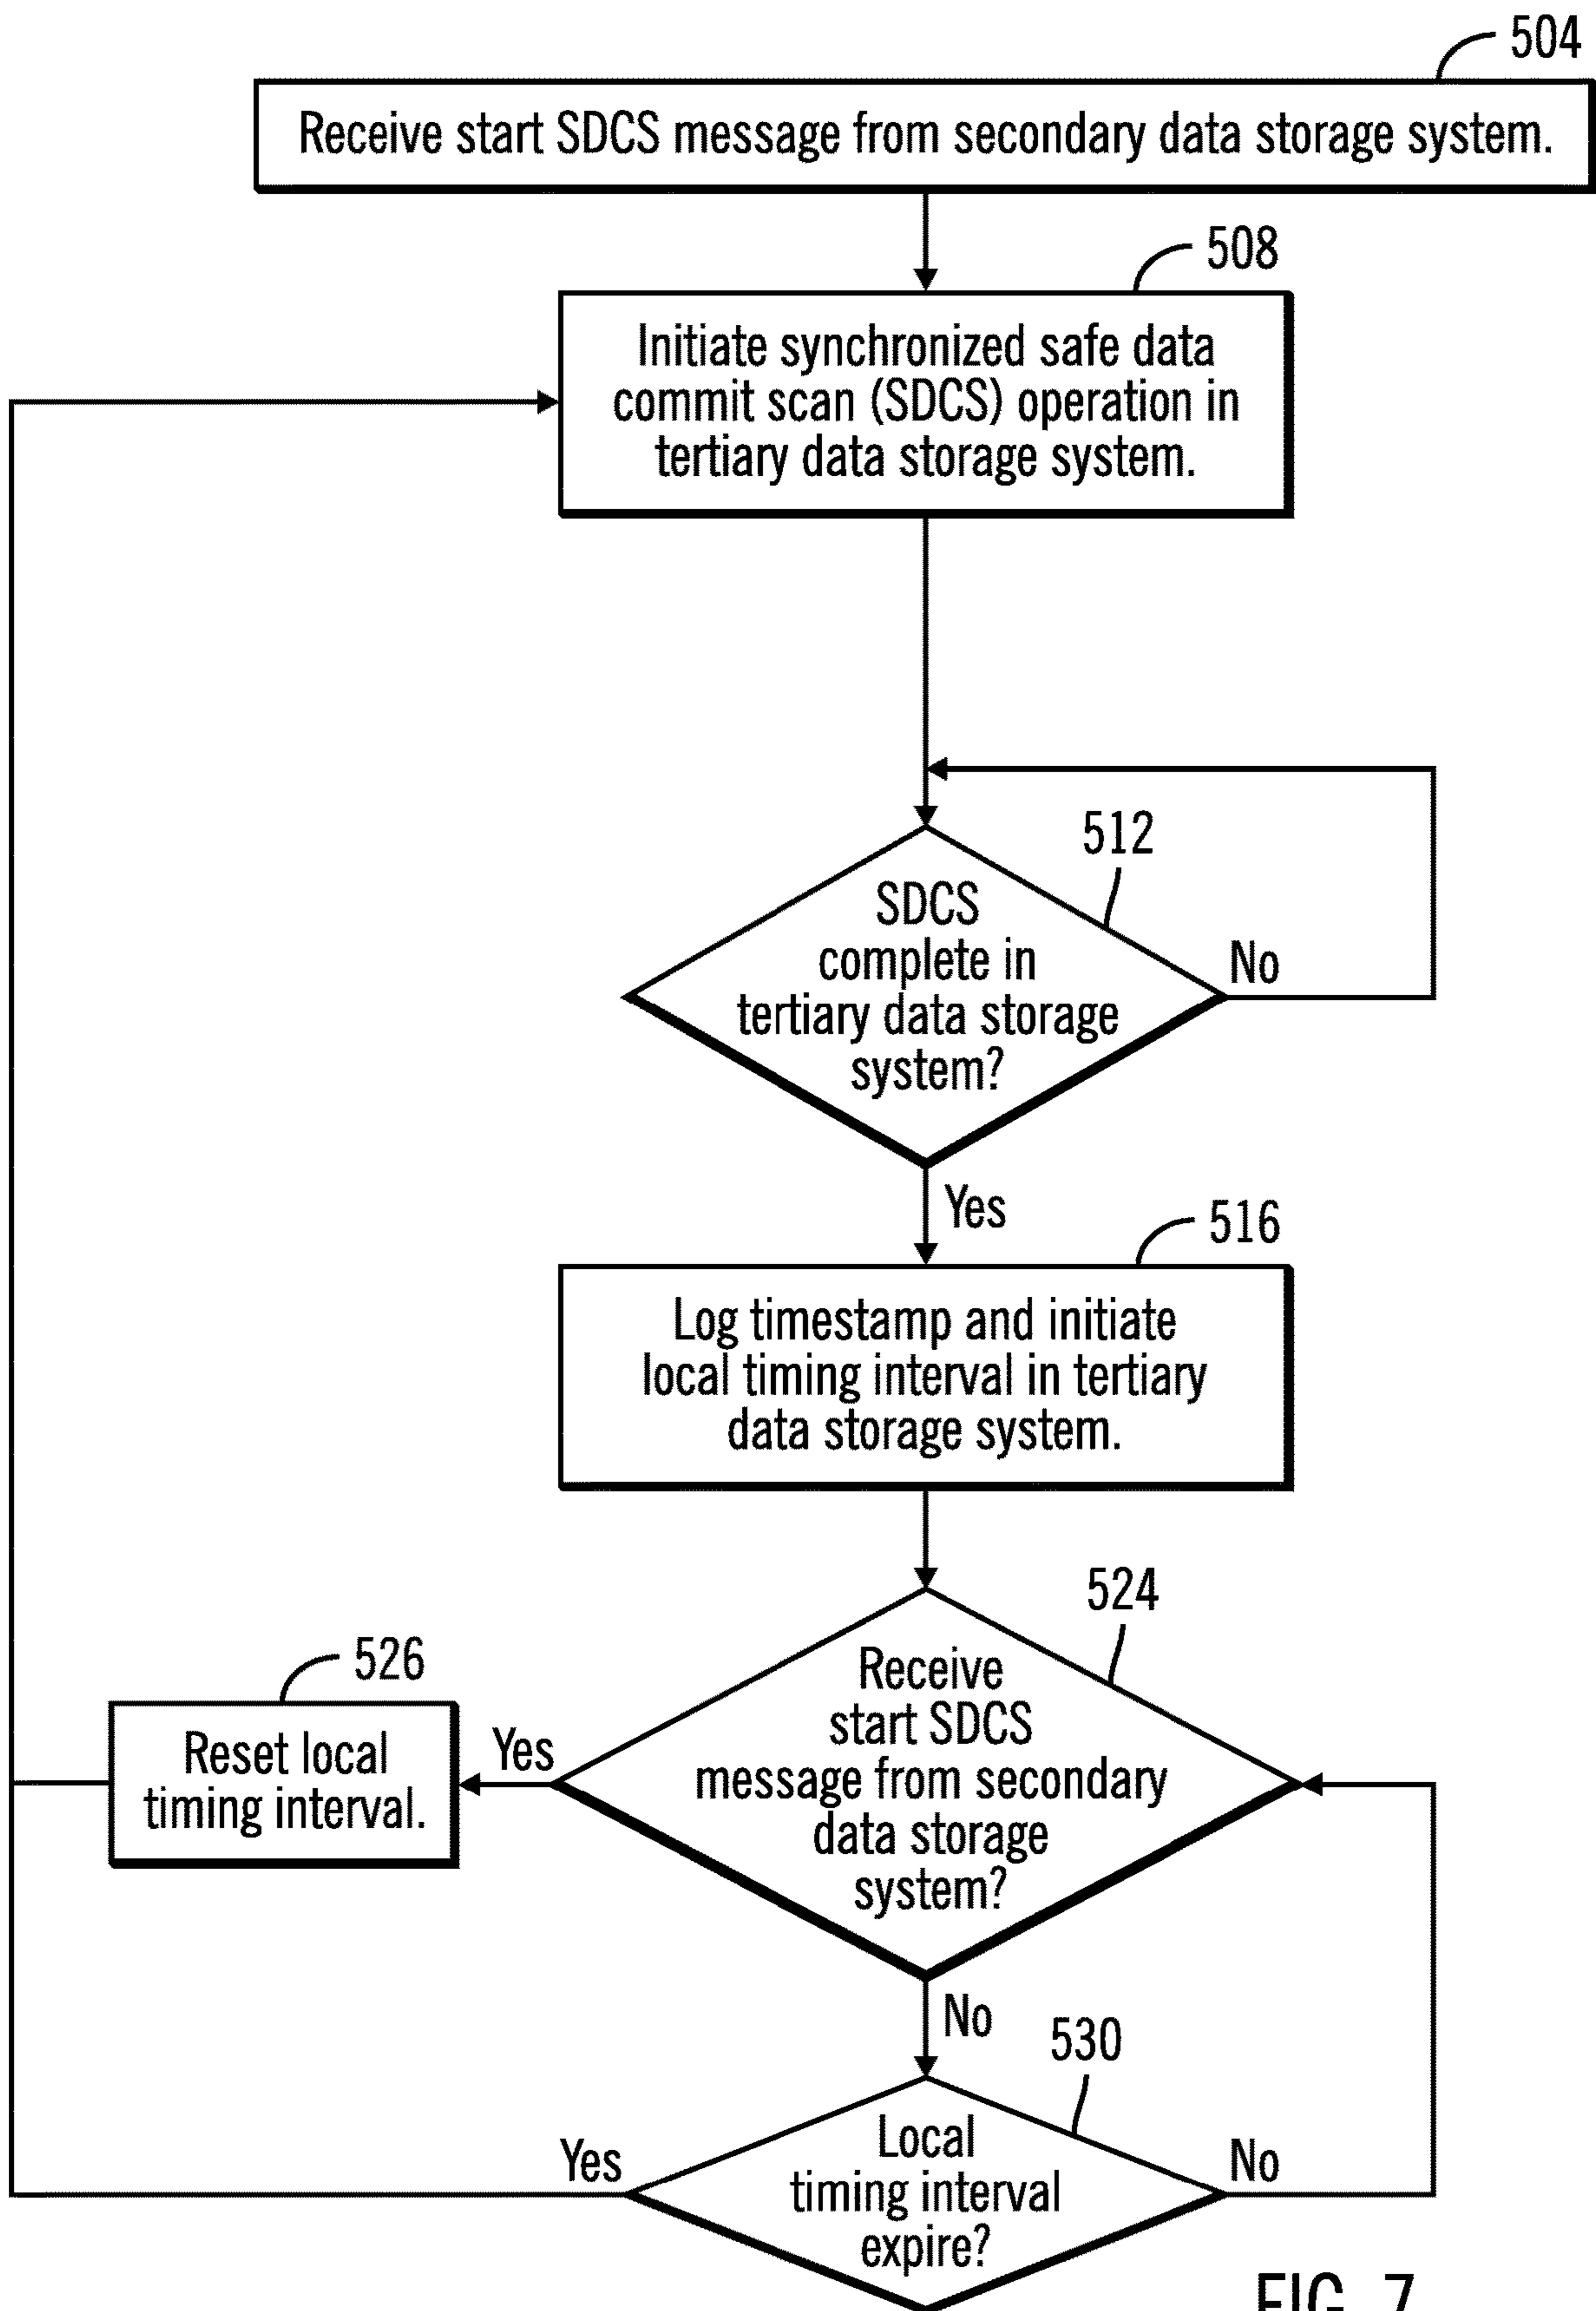 504
Receive start SDCS message from secondary data storage system.
508
Initiate synchronized safe data
commit scan (SDCS) operation in
tertiary data storage system.
512
SDCS
complete in
tertiary data storage
system?
No
Yes
516
Log timestamp and initiate
local timing interval in tertiary
data storage system.
524
Receive
start SDCS
message from secondary
data storage
system?
Yes
526
Reset local
timing interval.
No
530
Local
timing interval
expire?
Yes
No
FIG. 7